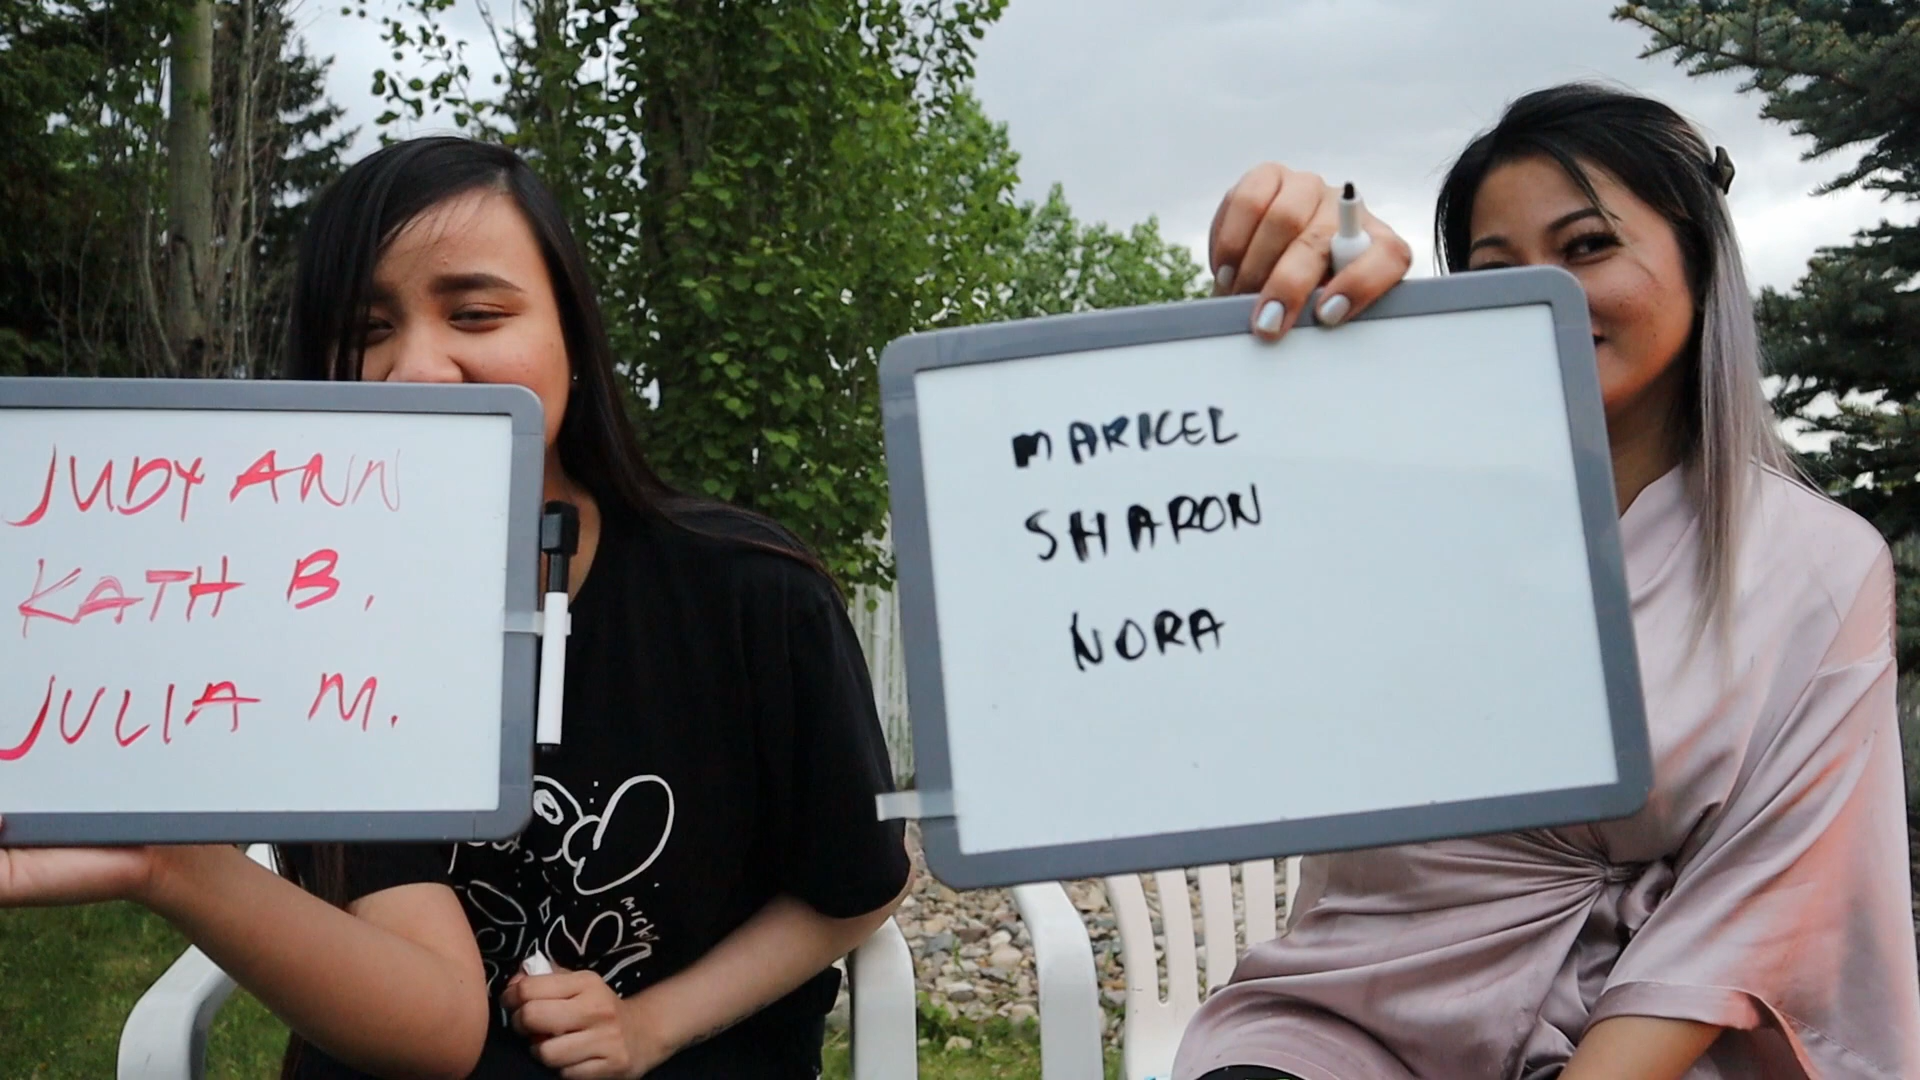 JUDY ANN
KATH B.
JULIA M.
MARICEL
SHARON
NORA